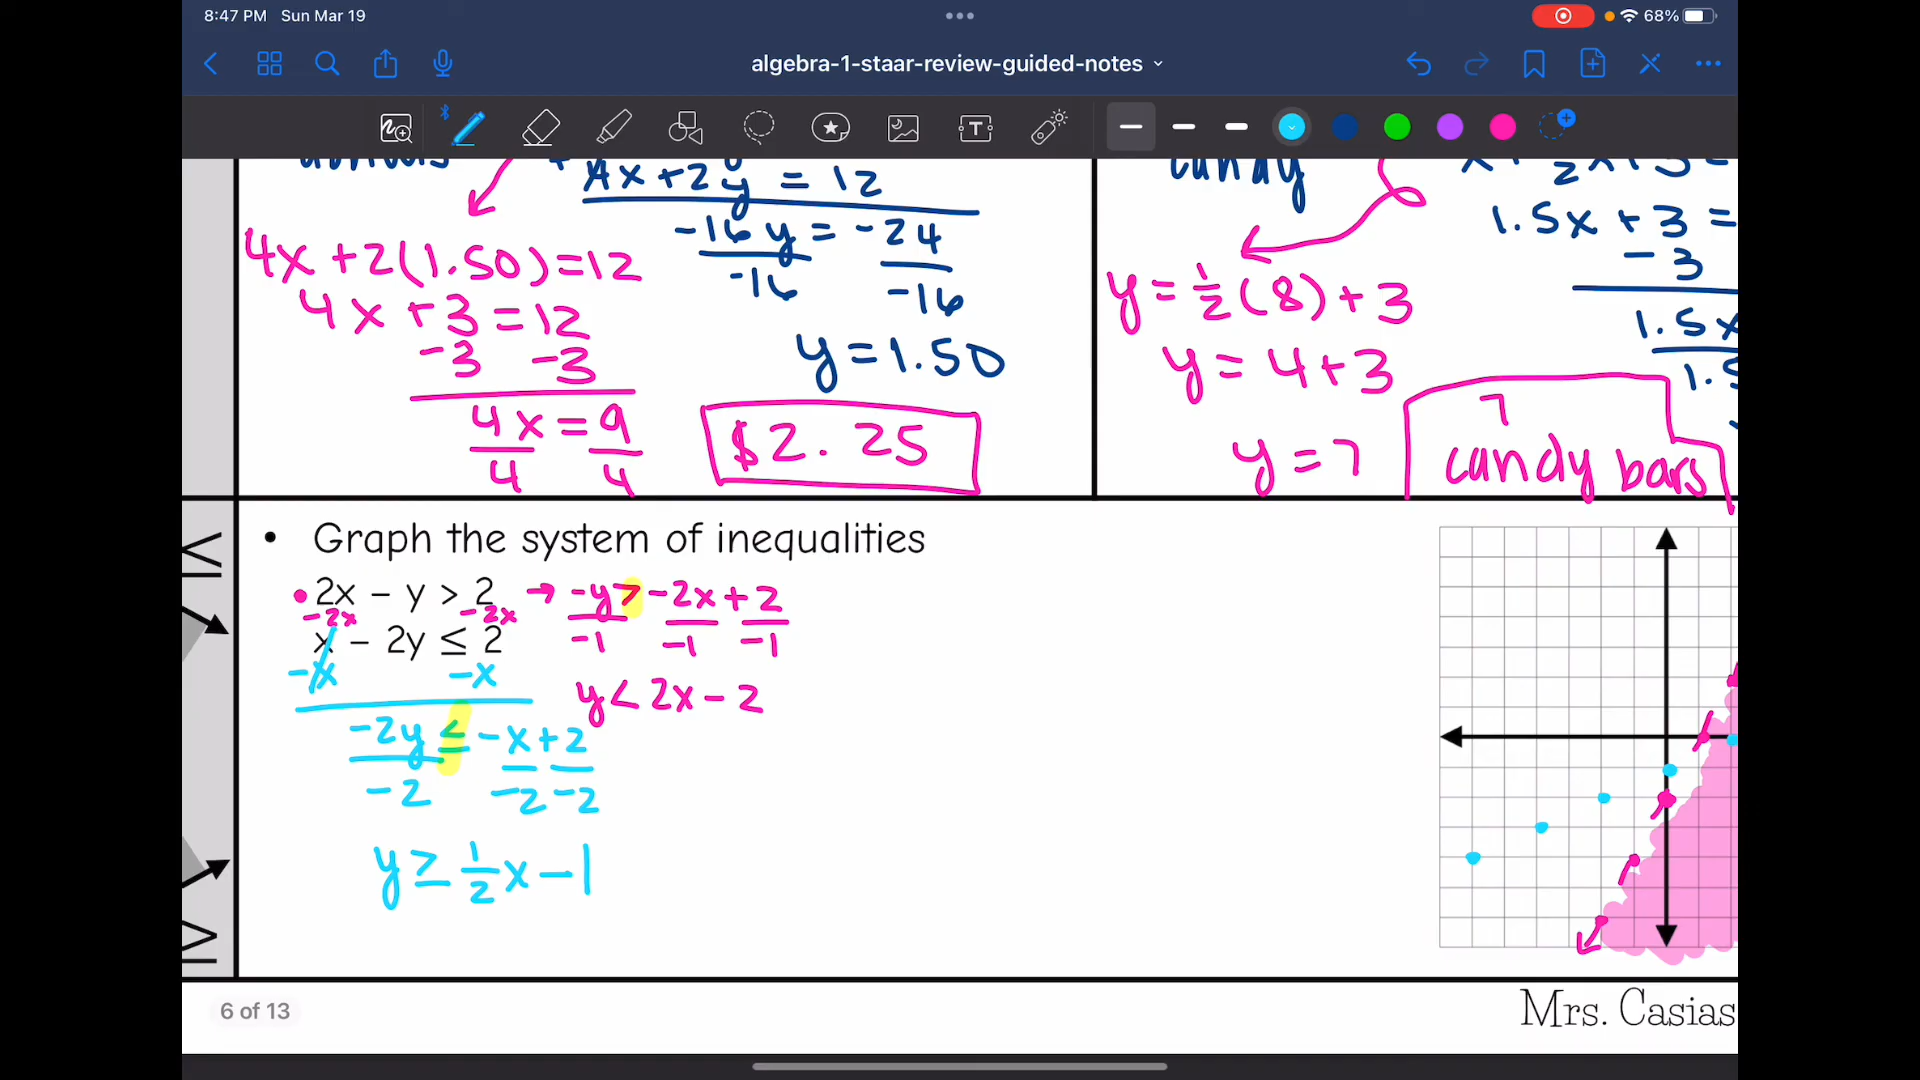 8:47 PM Sun Mar 19
68%
algebra-1-staar-review-guided-notes
4x + 2y = 12
-16y = -24
-16 -16
y = 1.50
4x + 2(1.50) = 12
4x + 3 = 12
-3 -3
4x = 9
4 4
$2.25
candy
1.5x + 3 =
- 3
1.5x
y = 1/2 (8) + 3
y = 4 + 3
y = 7
7
candy bars
• Graph the system of inequalities
2x – y > 2 → -y > -2x + 2
-2x -2x -1 -1 -1
x – 2y ≤ 2
-x -x
y < 2x - 2
-2y ≤ -x + 2
-2 -2 -2
y ≥ 1/2 x - 1
6 of 13
Mrs. Casias